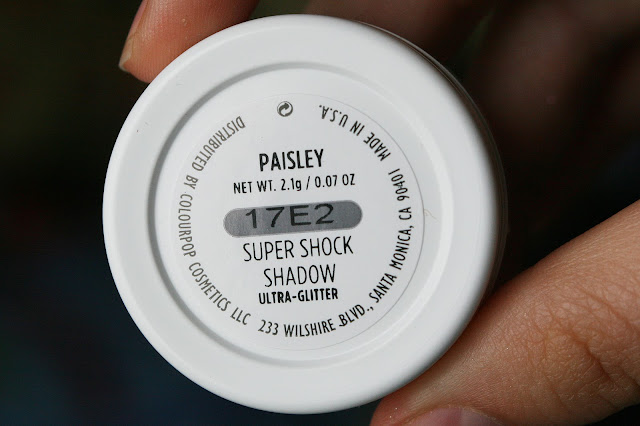 PAISLEY
NET WT. 2.1g / 0.07 OZ
17E2
SUPER SHOCK
SHADOW
ULTRA-GLITTER
DISTRIBUTED BY COLOURPOP COSMETICS LLC 233 WILSHIRE BLVD., SANTA MONICA, CA 90401 MADE IN U.S.A.